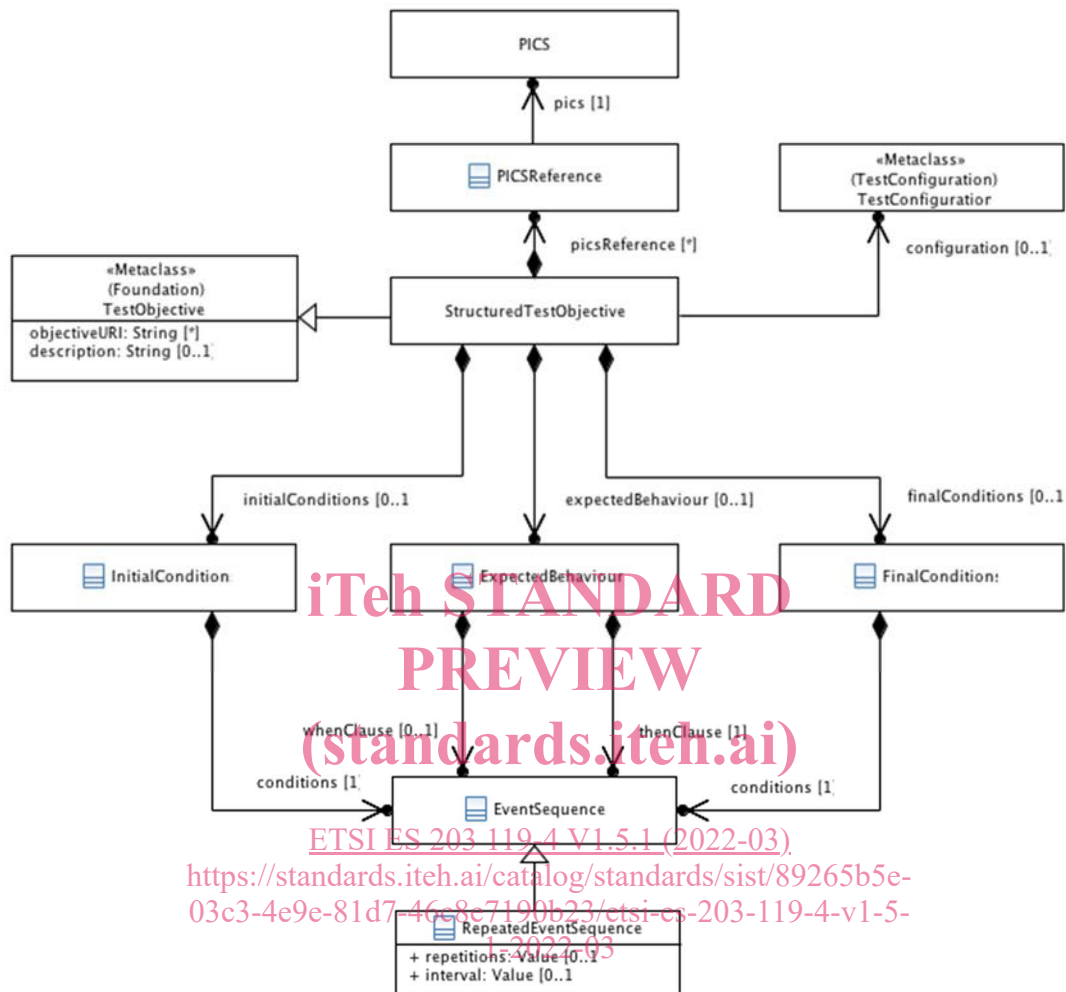 PICS
pics [1]
PICSReference
«Metaclass»
(TestConfiguration)
TestConfiguration
picsReference [*]
configuration [0..1]
«Metaclass»
(Foundation)
TestObjective
objectiveURI: String [*]
description: String [0..1]
StructuredTestObjective
initialConditions [0..1
expectedBehaviour [0..1]
finalConditions [0..1
InitialCondition
ExpectedBehaviour
FinalConditions
iTeh STANDARD
PREVIEW
(standards.iteh.ai)
whenClause [0..1]
thenClause [1]
conditions [1]
conditions [1]
EventSequence
ETSI ES 203 119-4 V1.5.1 (2022-03)
https://standards.iteh.ai/catalog/standards/sist/89265b5e-
03c3-4e9e-81d7-46c8e7190b23/etsi-es-203-119-4-v1-5-
1-2022-03
RepeatedEventSequence
+ repetitions: Value [0..1
+ interval: Value [0..1